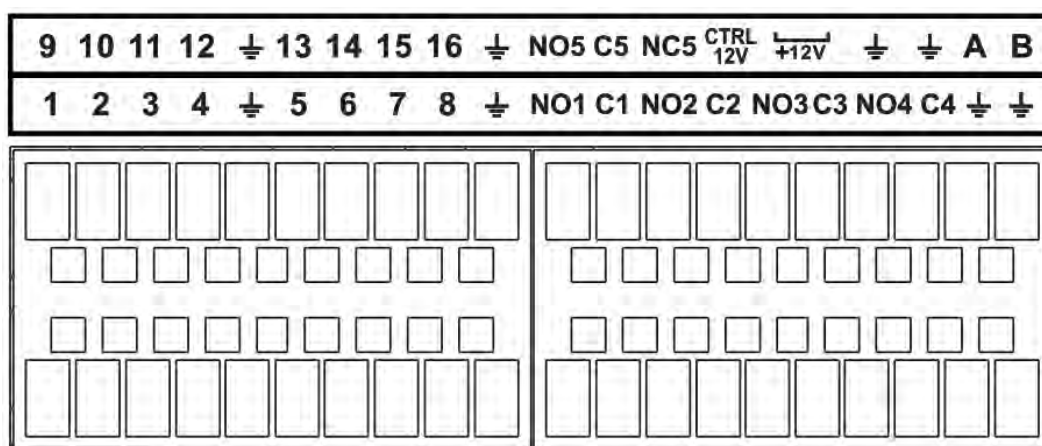 9 10 11 12 ⏚ 13 14 15 16 ⏚ NO5 C5 NC5 CTRL 12V +12V ⏚ ⏚ A B
1 2 3 4 ⏚ 5 6 7 8 ⏚ NO1 C1 NO2 C2 NO3 C3 NO4 C4 ⏚ ⏚